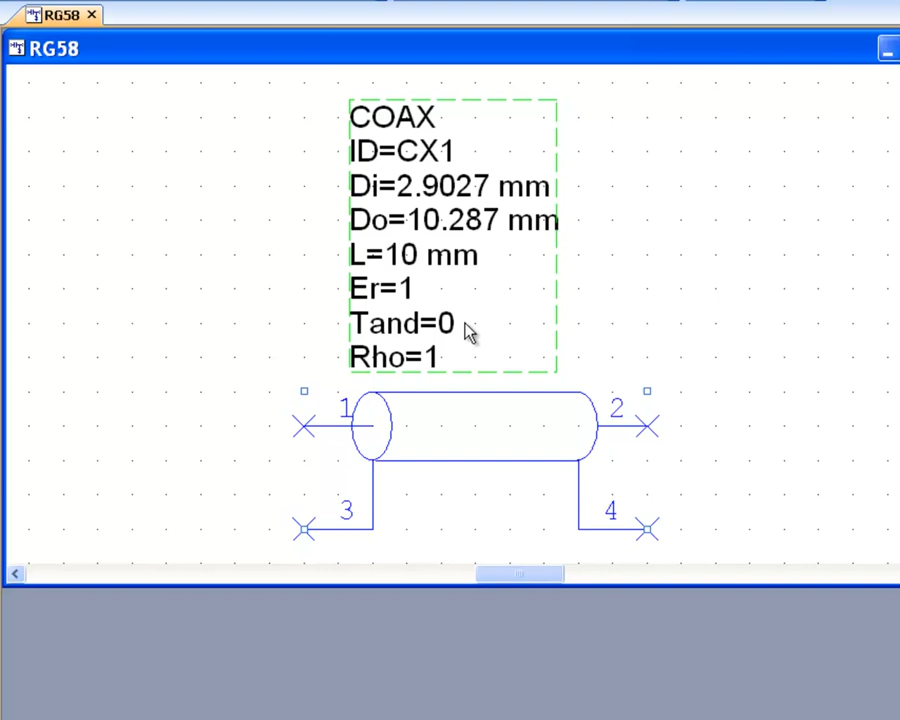 RG58
RG58
COAX
ID=CX1
Di=2.9027 mm
Do=10.287 mm
L=10 mm
Er=1
Tand=0
Rho=1
1
2
3
4